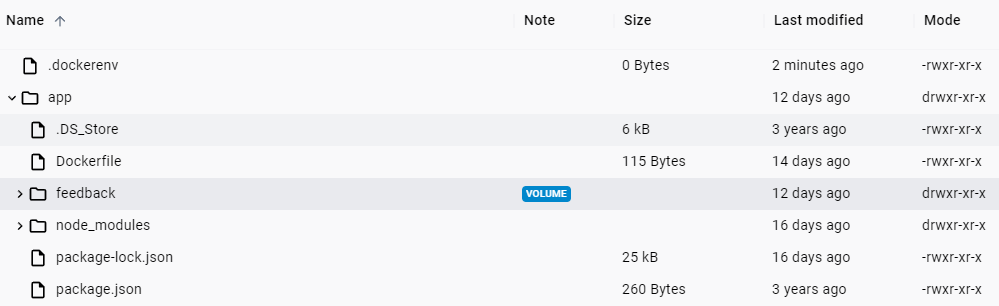 Name Note Size Last modified Mode
.dockerenv 0 Bytes 2 minutes ago -rwxr-xr-x
app 12 days ago drwxr-xr-x
.DS_Store 6 kB 3 years ago -rwxr-xr-x
Dockerfile 115 Bytes 14 days ago -rwxr-xr-x
feedback VOLUME 12 days ago drwxr-xr-x
node_modules 16 days ago drwxr-xr-x
package-lock.json 25 kB 16 days ago -rwxr-xr-x
package.json 260 Bytes 3 years ago -rwxr-xr-x